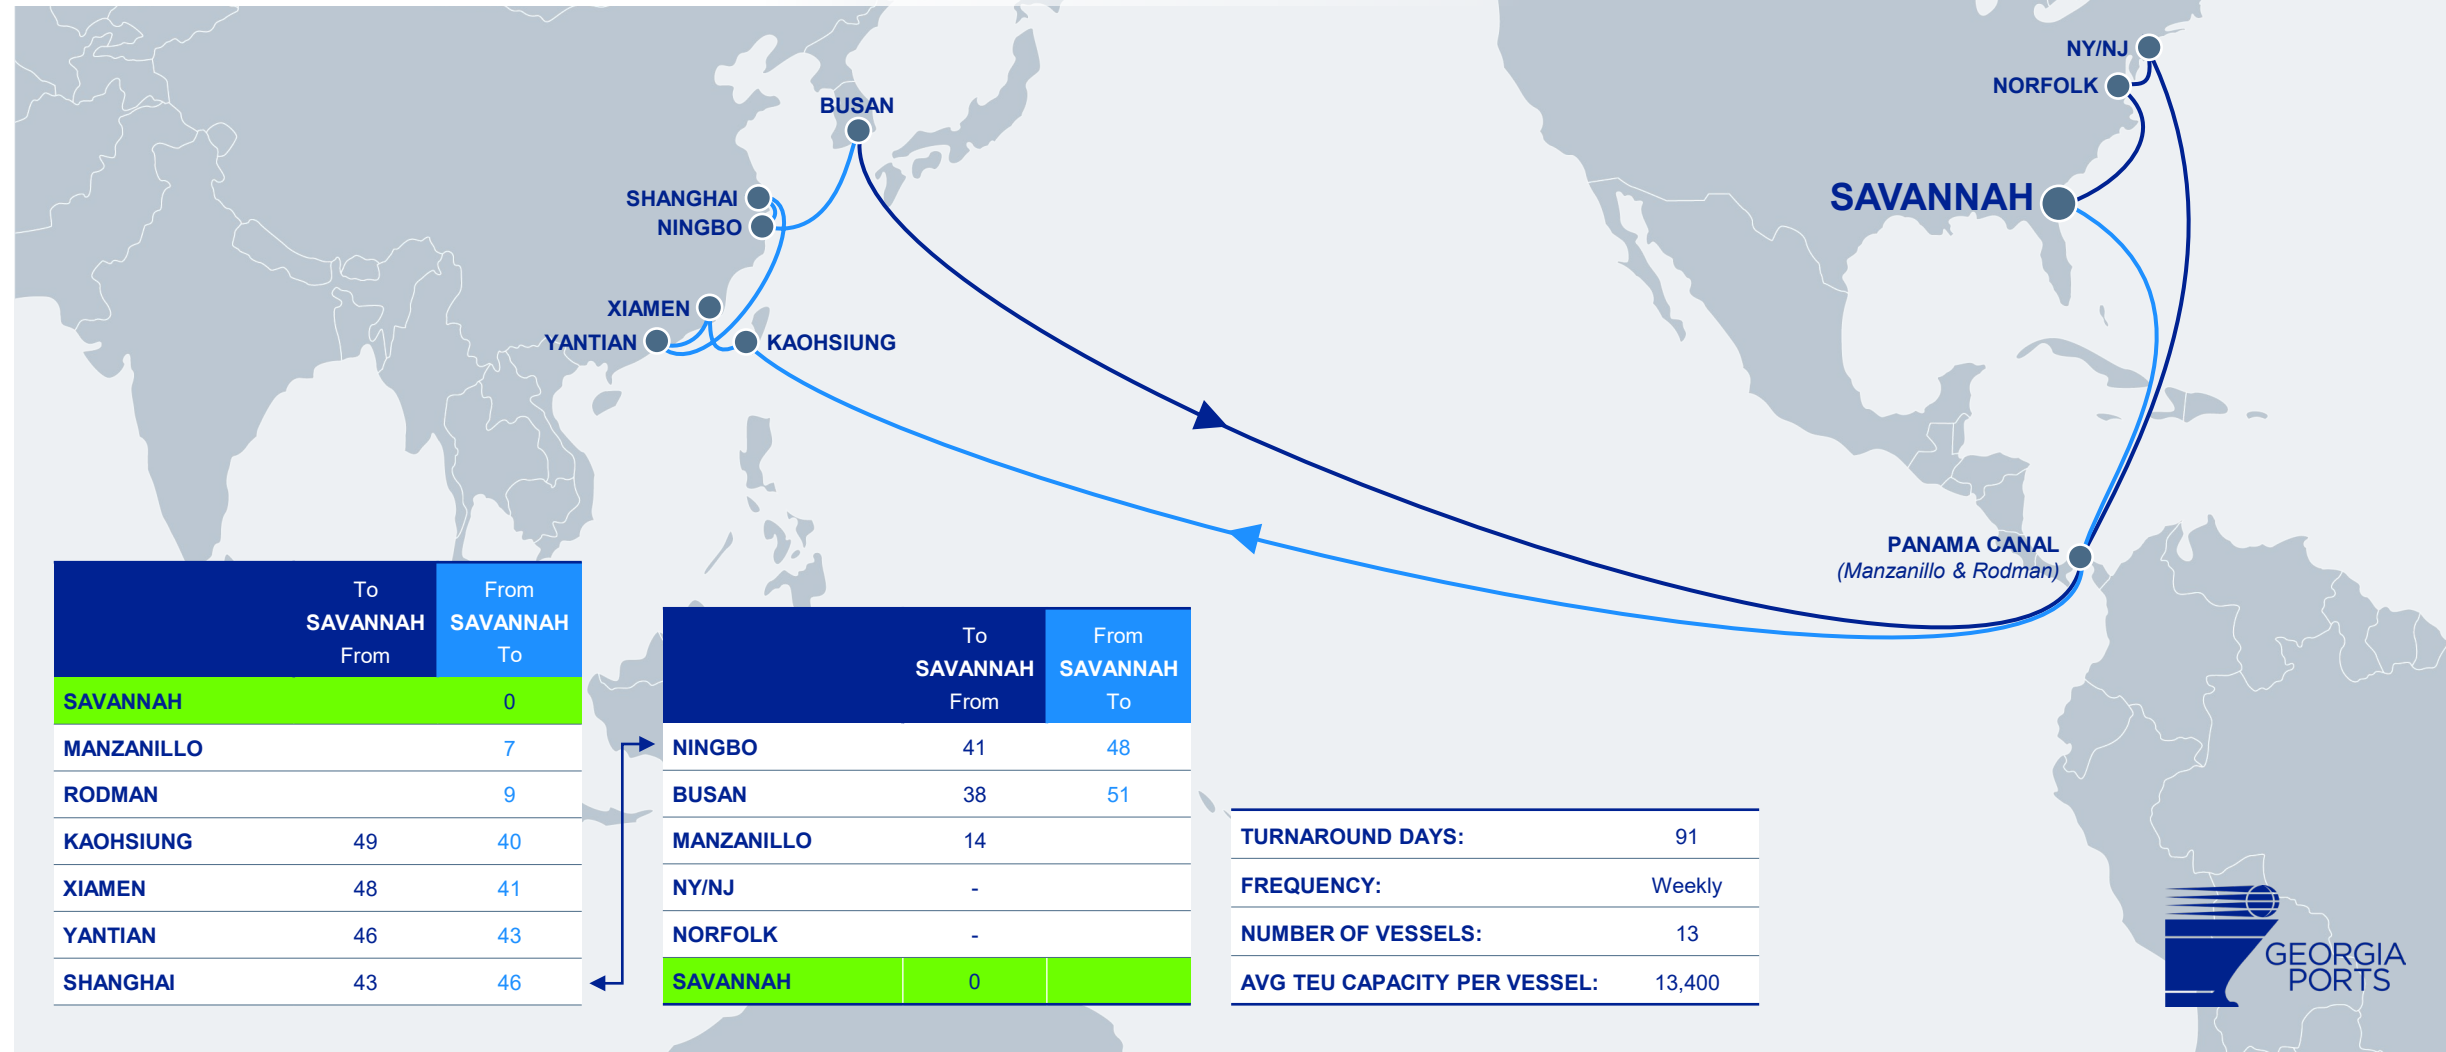 NY/NJ
NORFOLK
BUSAN
SHANGHAI
SAVANNAH
NINGBO
XIAMEN
YANTIAN
KAOHSIUNG
PANAMA CANAL
(Manzanillo & Rodman)
To From
SAVANNAH SAVANNAH
From To
SAVANNAH 0
MANZANILLO 7
RODMAN 9
KAOHSIUNG 49 40
XIAMEN 48 41
YANTIAN 46 43
SHANGHAI 43 46
To From
SAVANNAH SAVANNAH
From To
NINGBO 41 48
BUSAN 38 51
MANZANILLO 14
NY/NJ -
NORFOLK -
SAVANNAH 0
TURNAROUND DAYS: 91
FREQUENCY: Weekly
NUMBER OF VESSELS: 13
AVG TEU CAPACITY PER VESSEL: 13,400
GEORGIA
PORTS